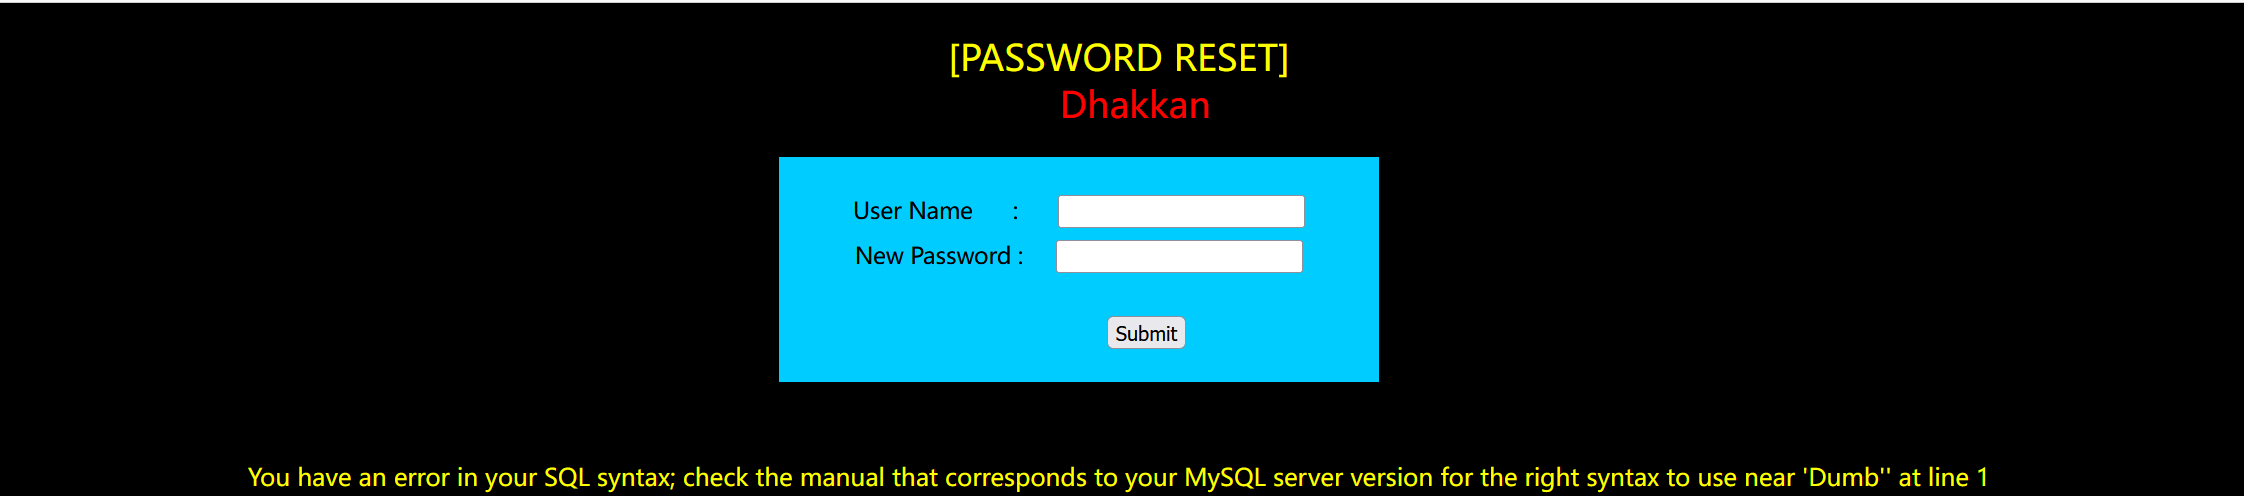 [PASSWORD RESET]
Dhakkan
User Name :
New Password :
Submit
You have an error in your SQL syntax; check the manual that corresponds to your MySQL server version for the right syntax to use near 'Dumb'' at line 1